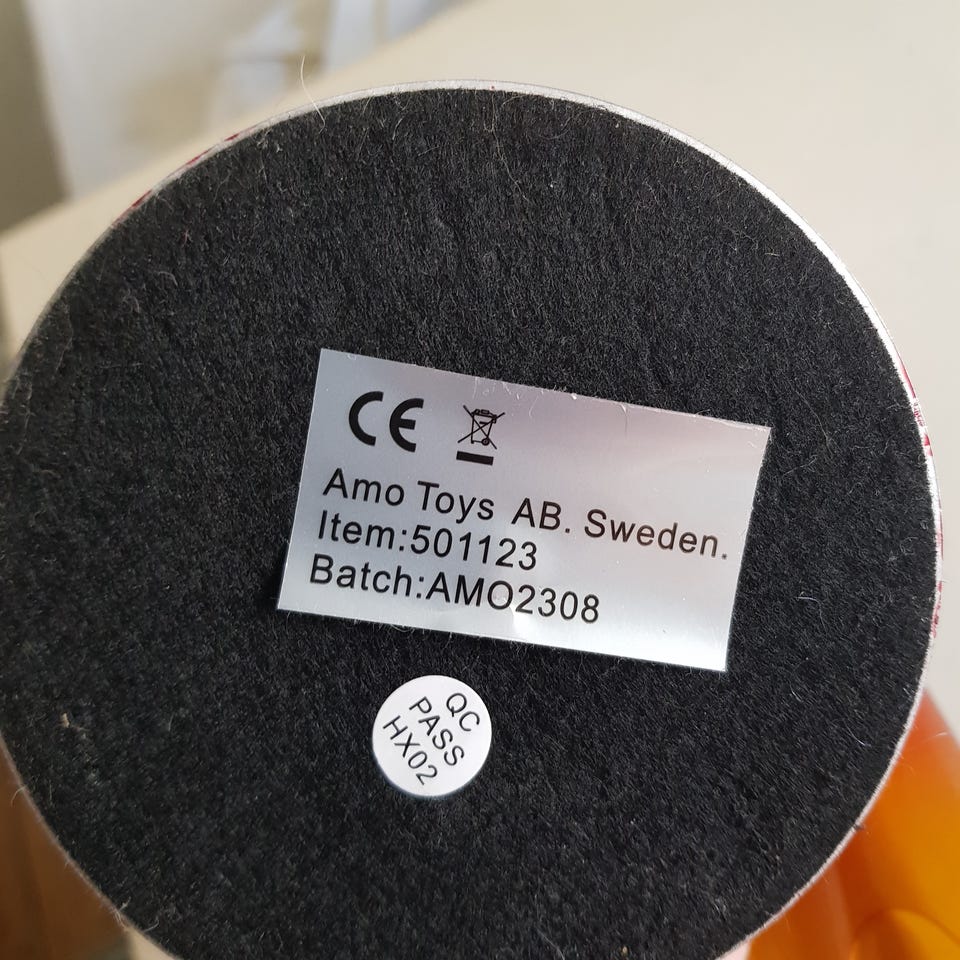 CE
Amo Toys AB. Sweden.
Item:501123
Batch:AMO2308
QC
PASS
HX02